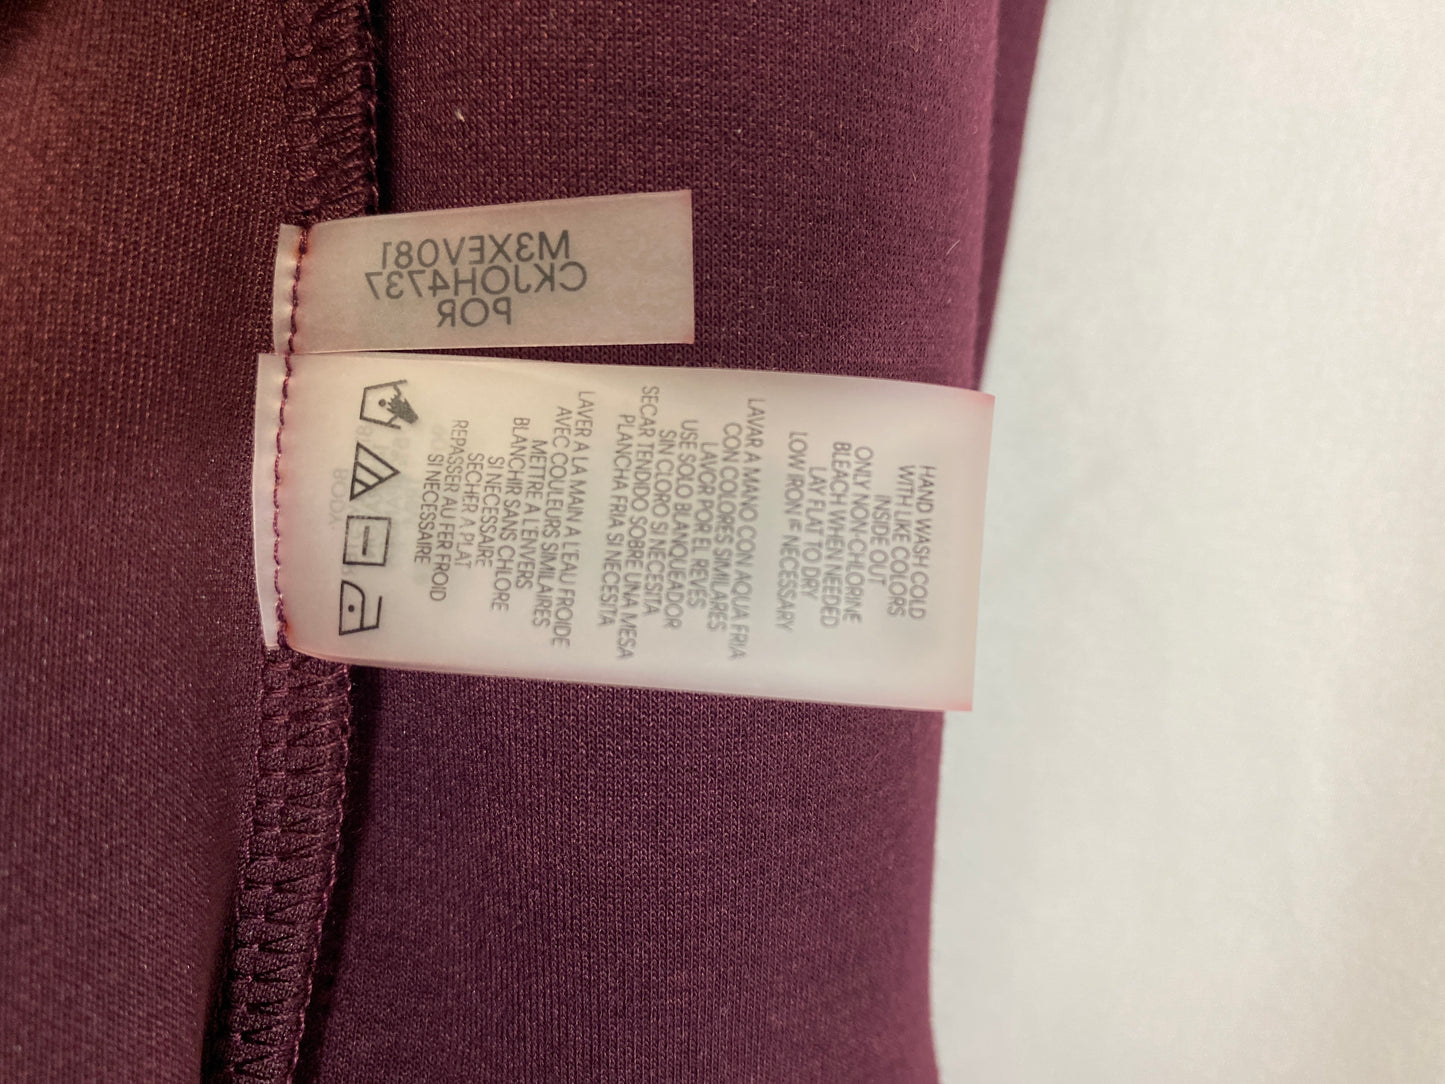 M3XEV081
CKJOH4737
POR
HAND WASH COLD
WITH LIKE COLORS
INSIDE OUT
ONLY NON-CHLORINE
BLEACH WHEN NEEDED
LAY FLAT TO DRY
LOW IRON IF NECESSARY
LAVAR A MANO CON AQUA FRIA
CON COLORES SIMILARES
LAVOR POR EL REVÉS
USE SOLO BLANQUEADOR
SIN CLORO SI NECESITA
SECAR TENDIDO SOBRE UNA MESA
PLANCHA FRIA SI NECESITA
LAVER A LA MAIN A L'EAU FROIDE
AVEC COULEURS SIMILAIRES
METTRE A L'ENVERS
BLANCHIR SANS CHLORE
SI NECESSAIRE
SECHER A PLAT
REPASSER AU FER FROID
SI NECESSAIRE